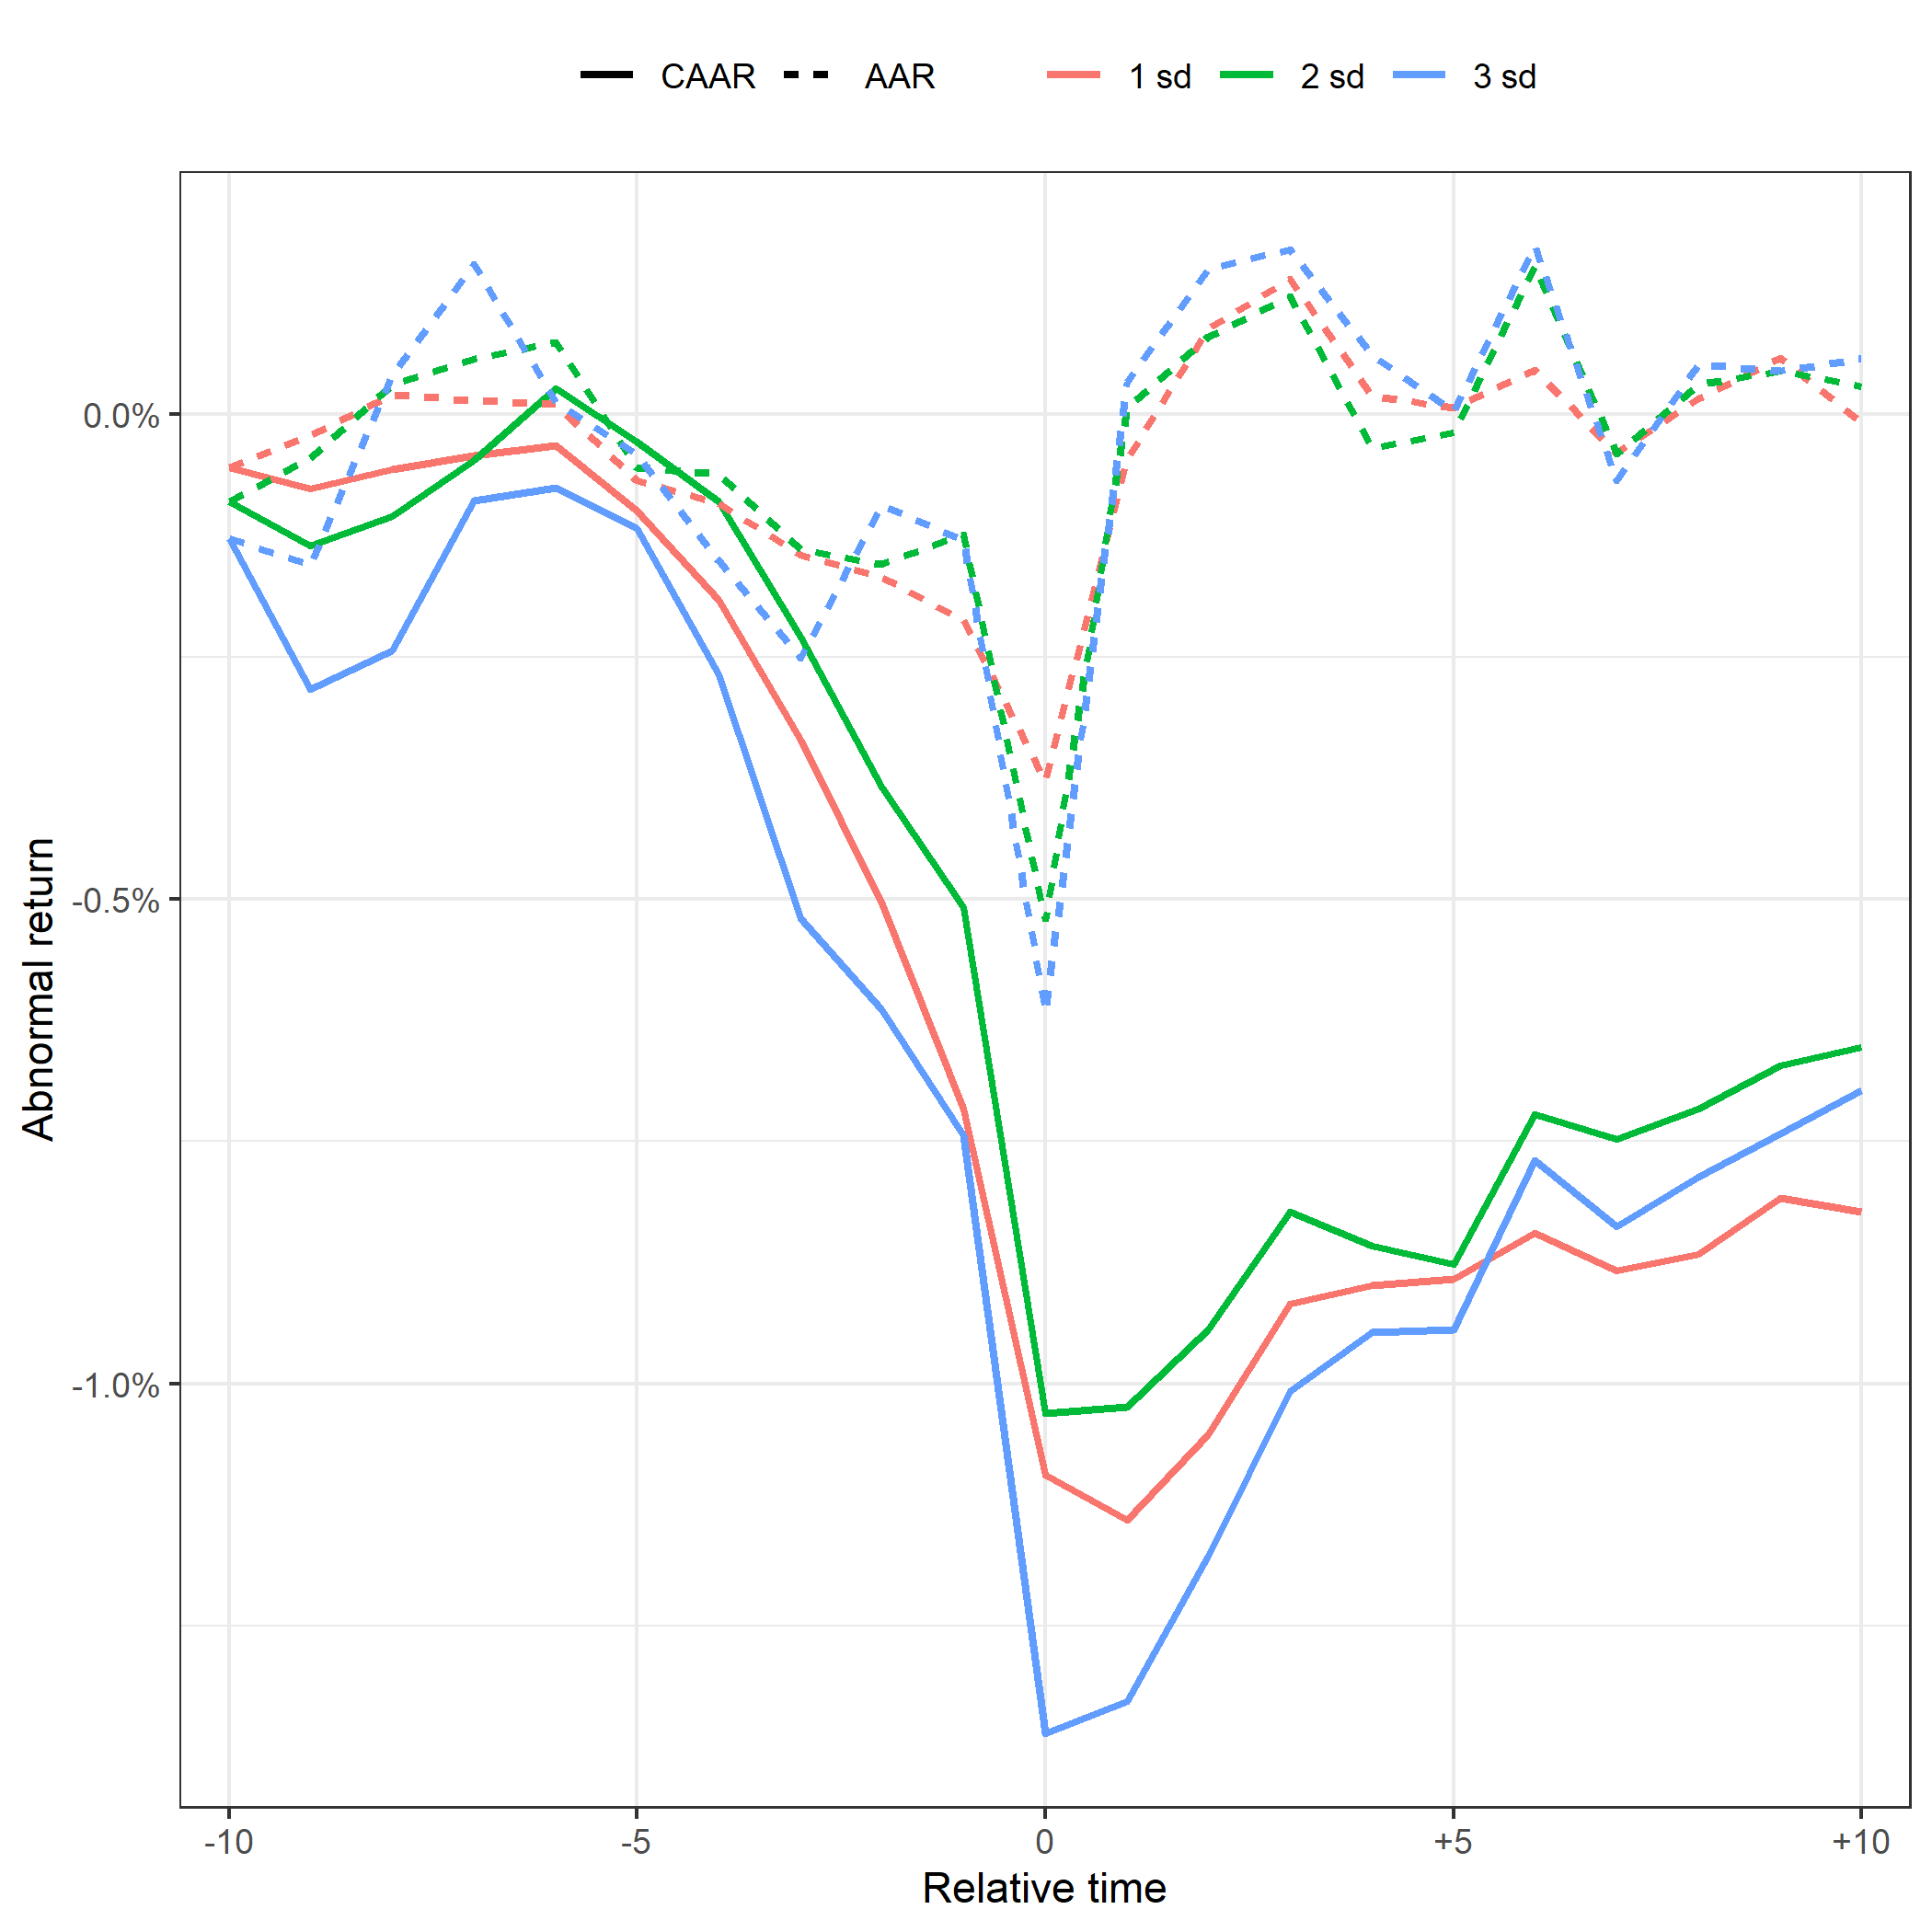 CAAR AAR 1 sd 2 sd 3 sd
0.0%
-0.5%
-1.0%
Abnormal return
-10 -5 0 +5 +10
Relative time